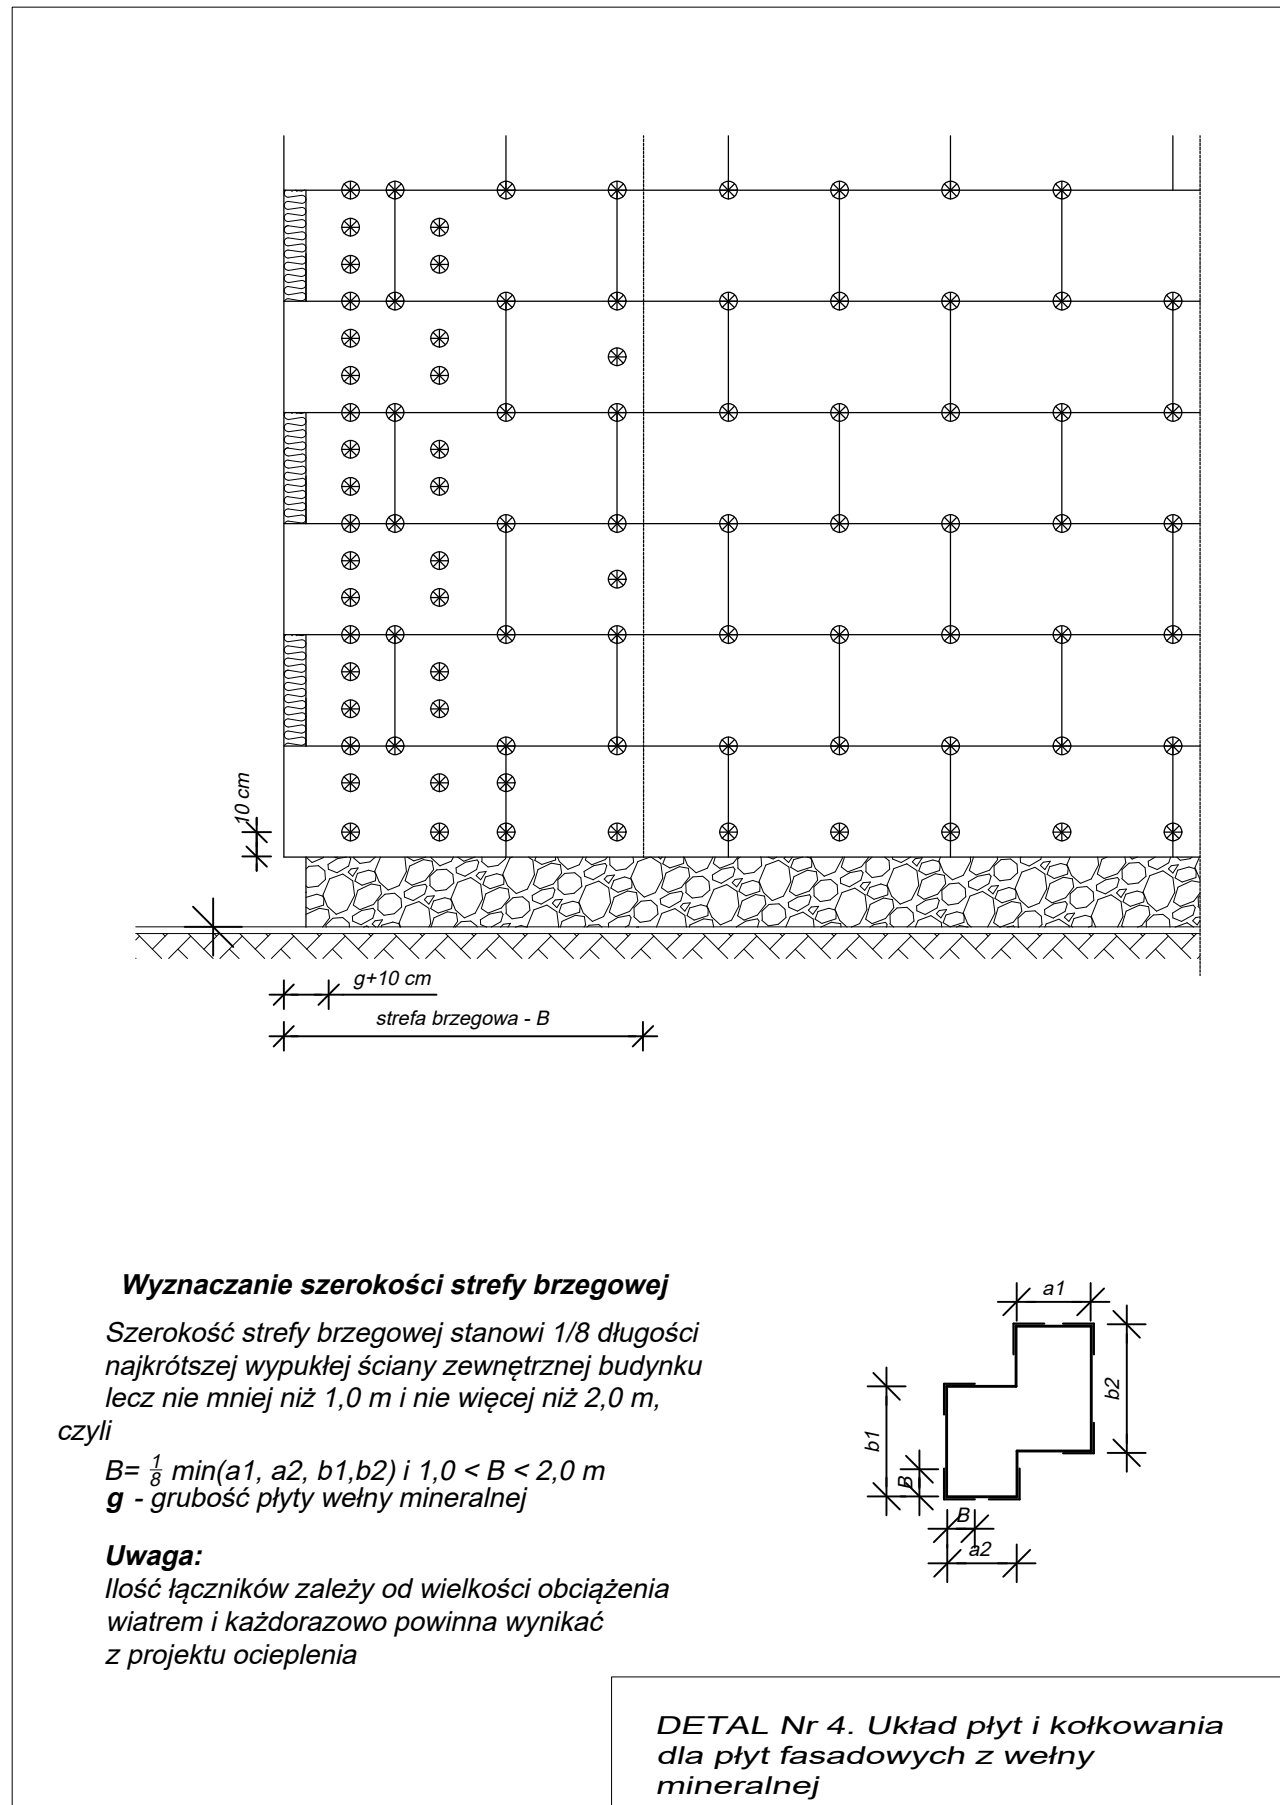 10 cm
g+10 cm
strefa brzegowa - B
Wyznaczanie szerokości strefy brzegowej
Szerokość strefy brzegowej stanowi 1/8 długości
najkrótszej wypukłej ściany zewnętrznej budynku
lecz nie mniej niż 1,0 m i nie więcej niż 2,0 m,
czyli
B= 1/8 min(a1, a2, b1,b2) i 1,0 < B < 2,0 m
g - grubość płyty wełny mineralnej
Uwaga:
Ilość łączników zależy od wielkości obciążenia
wiatrem i każdorazowo powinna wynikać
z projektu ocieplenia
a1
b2
b1
B
B
a2
DETAL Nr 4. Układ płyt i kołkowania
dla płyt fasadowych z wełny
mineralnej